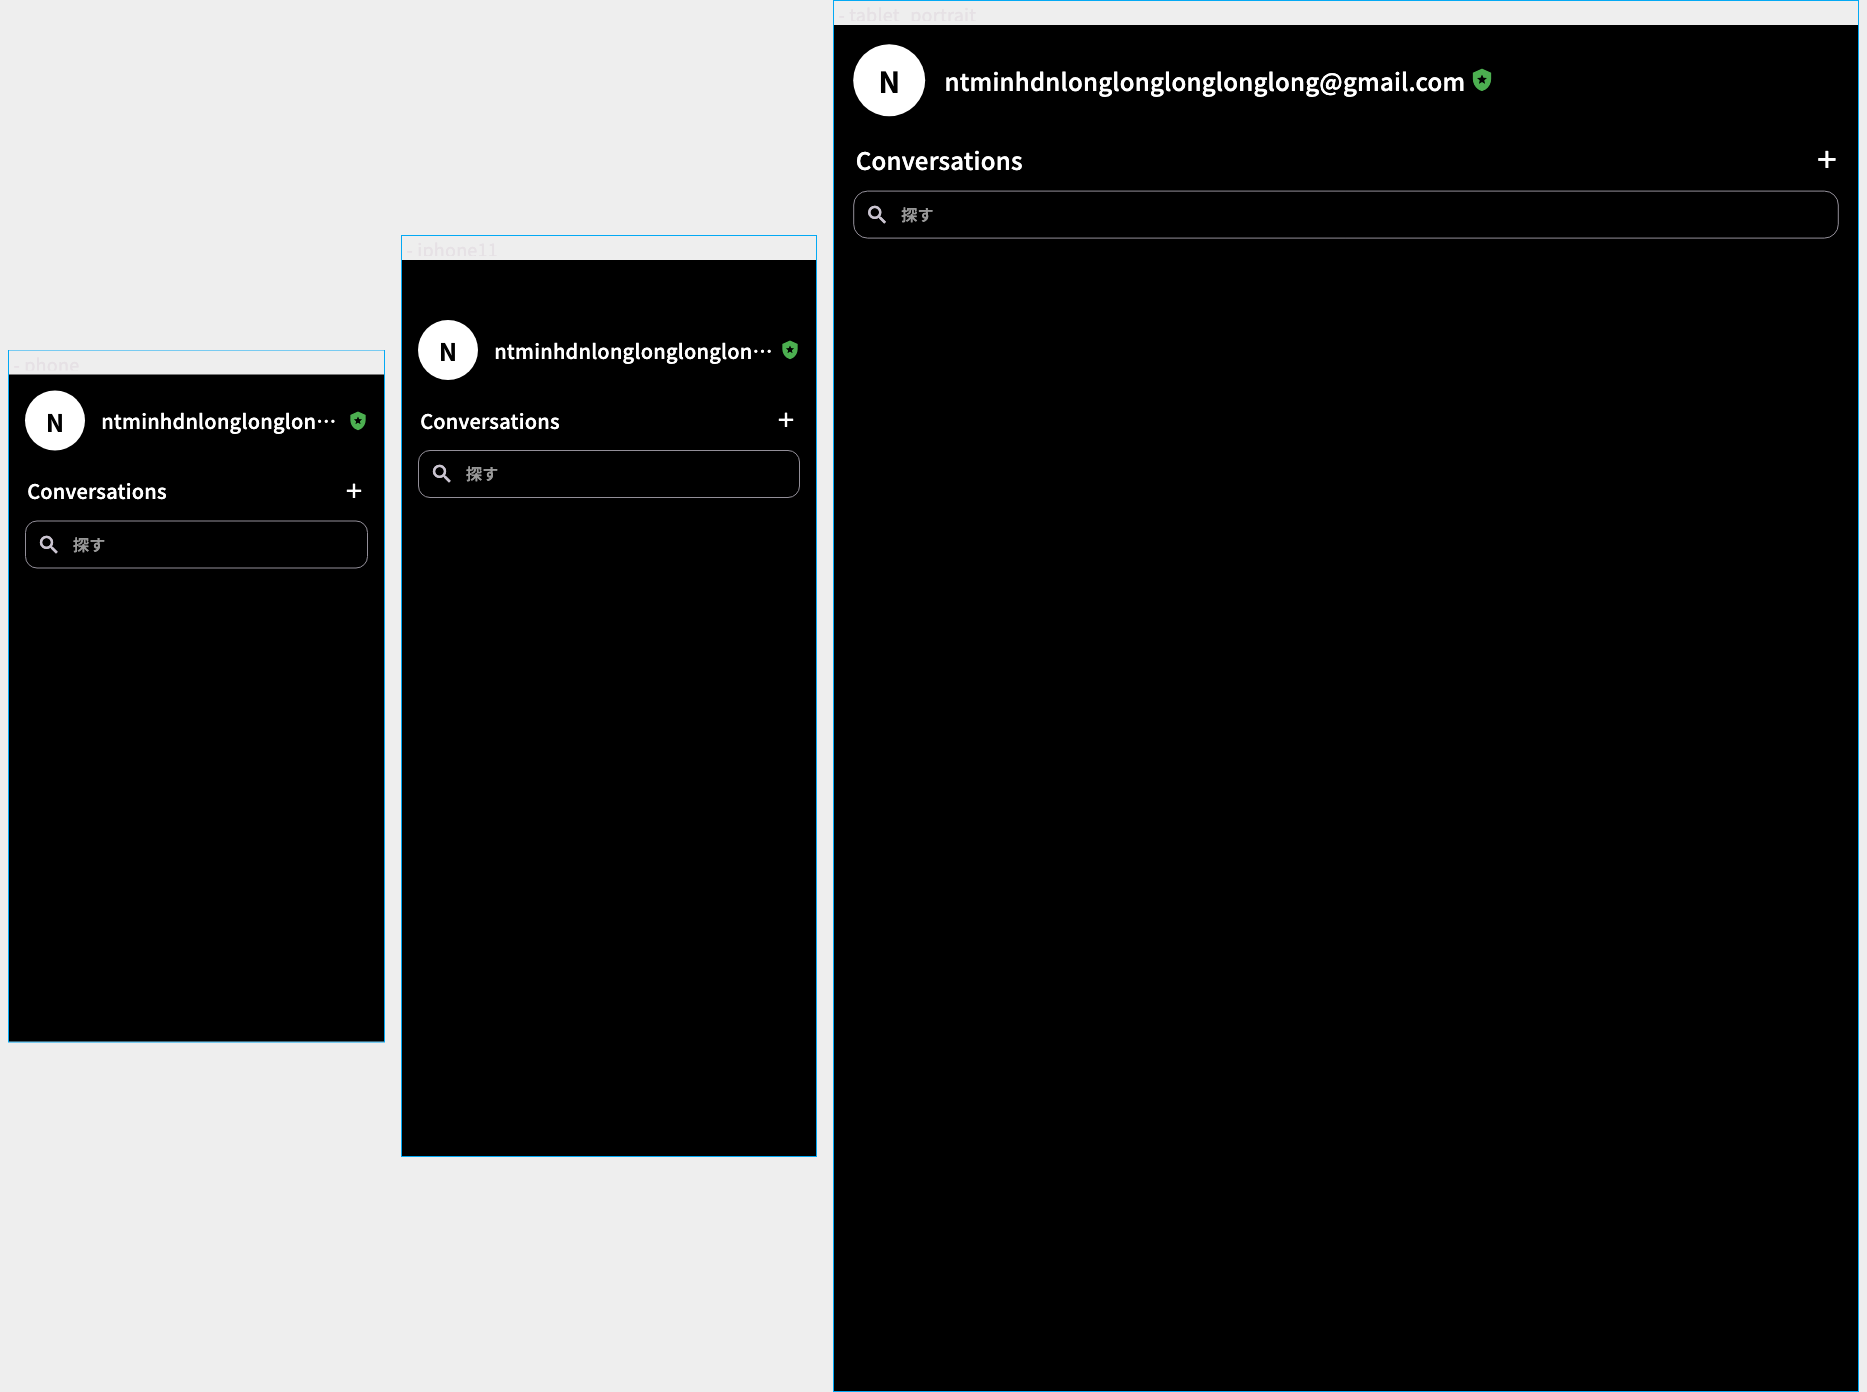 - phone
N
ntminhdnlonglonglon…
Conversations
探す
- iphone11
N
ntminhdnlonglonglonglon…
Conversations
探す
- tablet_portrait
N
ntminhdnlonglonglonglonglong@gmail.com
Conversations
探す